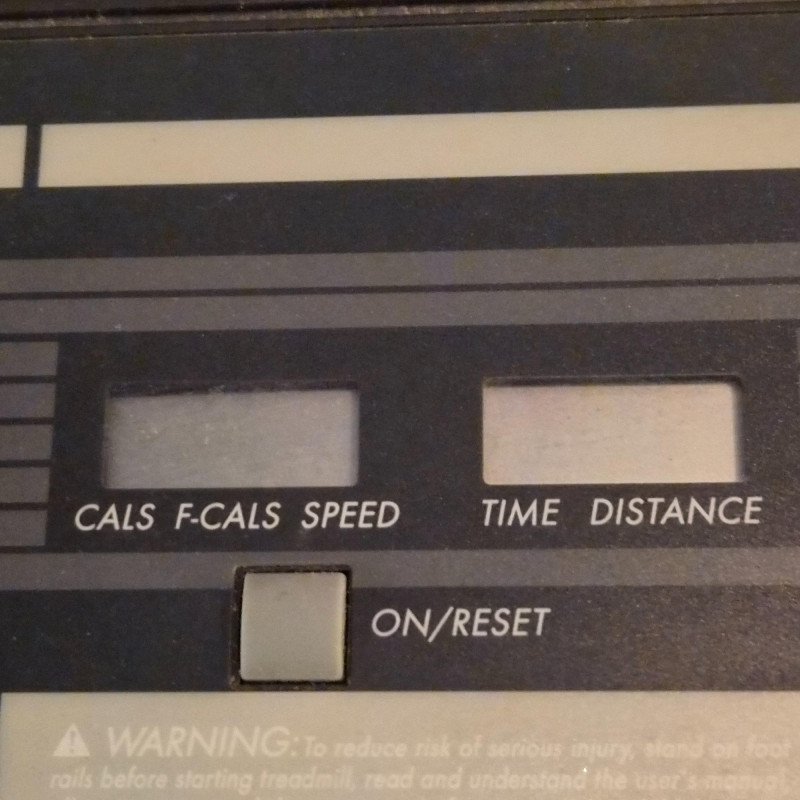 CALS F-CALS SPEED TIME DISTANCE
ON/RESET
WARNING: To reduce risk of serious injury, stand on foot
rails before starting treadmill, read and understand the user's manual